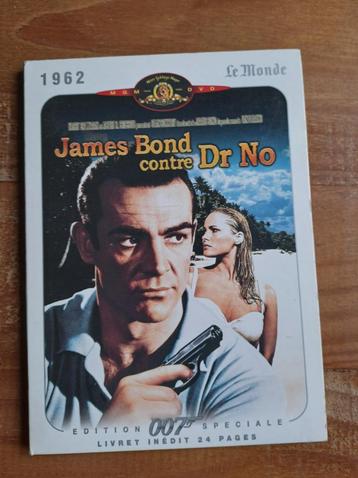 1962
Le Monde
MGM DVD
James Bond
contre Dr No
EDITION 007 SPECIALE
LIVRET INÉDIT 24 PAGES